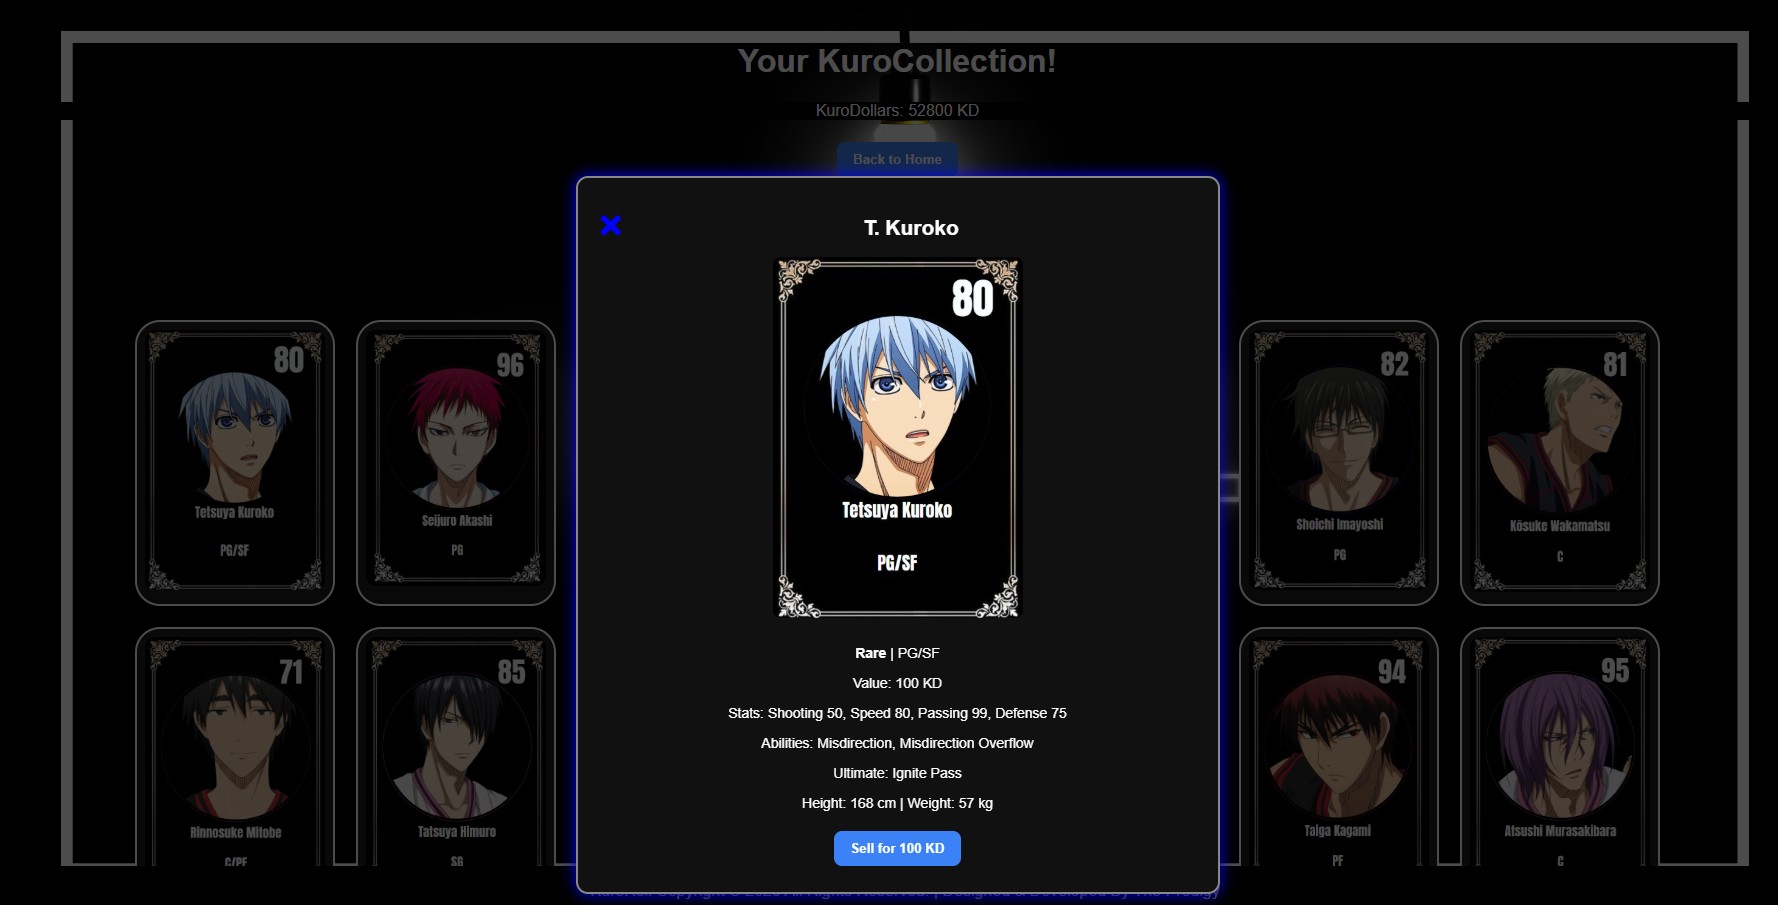 Your KuroCollection!
KuroDollars: 52800 KD
Back to Home
T. Kuroko
80
Tetsuya Kuroko
PG/SF
Rare | PG/SF
Value: 100 KD
Stats: Shooting 50, Speed 80, Passing 99, Defense 75
Abilities: Misdirection, Misdirection Overflow
Ultimate: Ignite Pass
Height: 168 cm | Weight: 57 kg
Sell for 100 KD
80
Tetsuya Kuroko
PG/SF
96
Seijuro Akashi
PG
82
Shoichi Imayoshi
PG
81
Kōsuke Wakamatsu
C
71
Rinnosuke Mitobe
C/PF
85
Tatsuya Himuro
SG
94
Taiga Kagami
PF
95
Atsushi Murasakibara
C